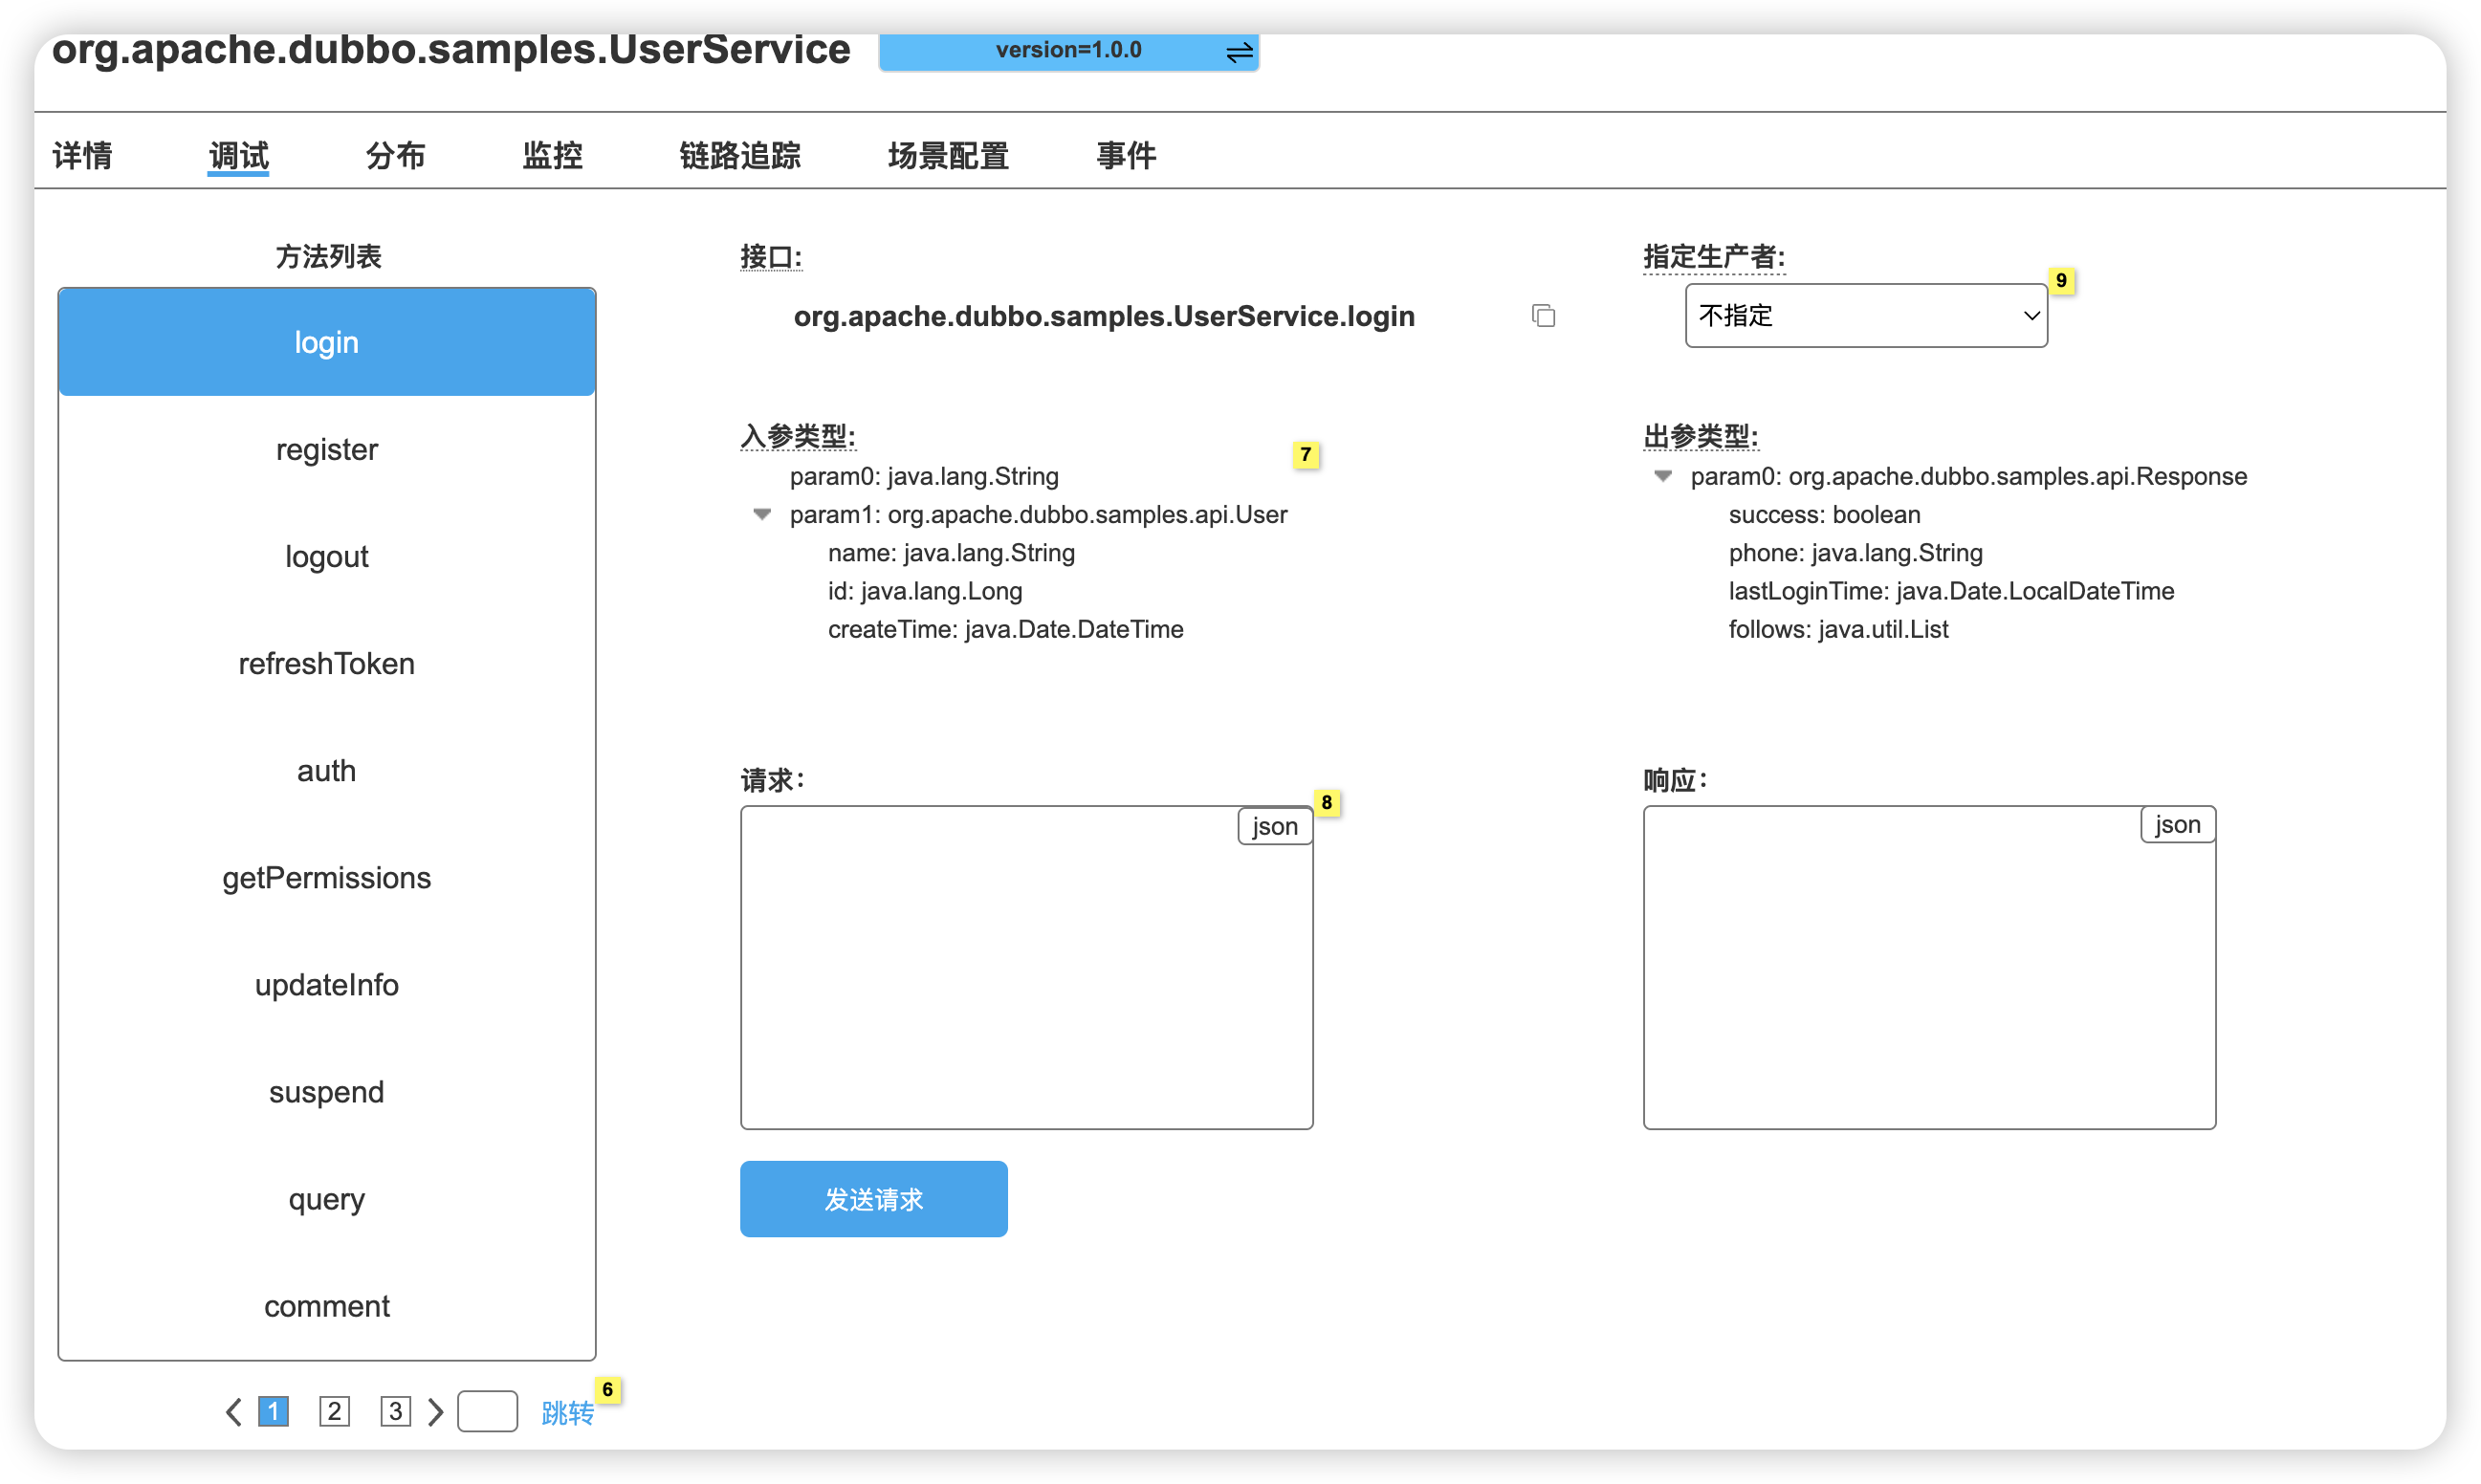 org.apache.dubbo.samples.UserService
version=1.0.0
详情
调试
分布
监控
链路追踪
场景配置
事件
方法列表
login
register
logout
refreshToken
auth
getPermissions
updateInfo
suspend
query
comment
1
2
3
跳转
6
接口:
org.apache.dubbo.samples.UserService.login
指定生产者:
不指定
9
入参类型:
7
param0: java.lang.String
param1: org.apache.dubbo.samples.api.User
name: java.lang.String
id: java.lang.Long
createTime: java.Date.DateTime
出参类型:
param0: org.apache.dubbo.samples.api.Response
success: boolean
phone: java.lang.String
lastLoginTime: java.Date.LocalDateTime
follows: java.util.List
请求：
json
8
发送请求
响应：
json